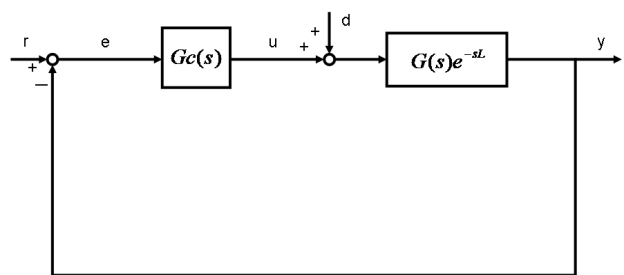 d
r e u y
+ + +
Gc(s) G(s)e^{-sL}
−